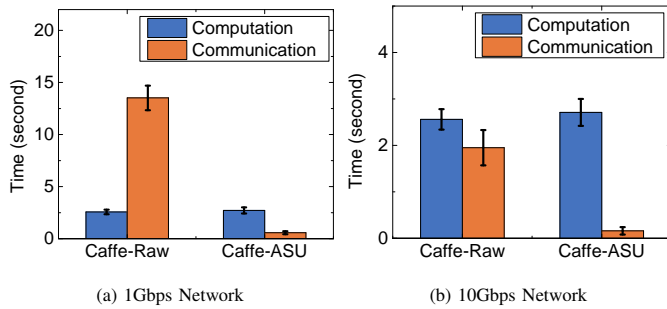 20
15
10
5
0
Time (second)
Computation
Communication
Caffe-Raw
Caffe-ASU
(a) 1Gbps Network
4
2
0
Time (second)
Computation
Communication
Caffe-Raw
Caffe-ASU
(b) 10Gbps Network